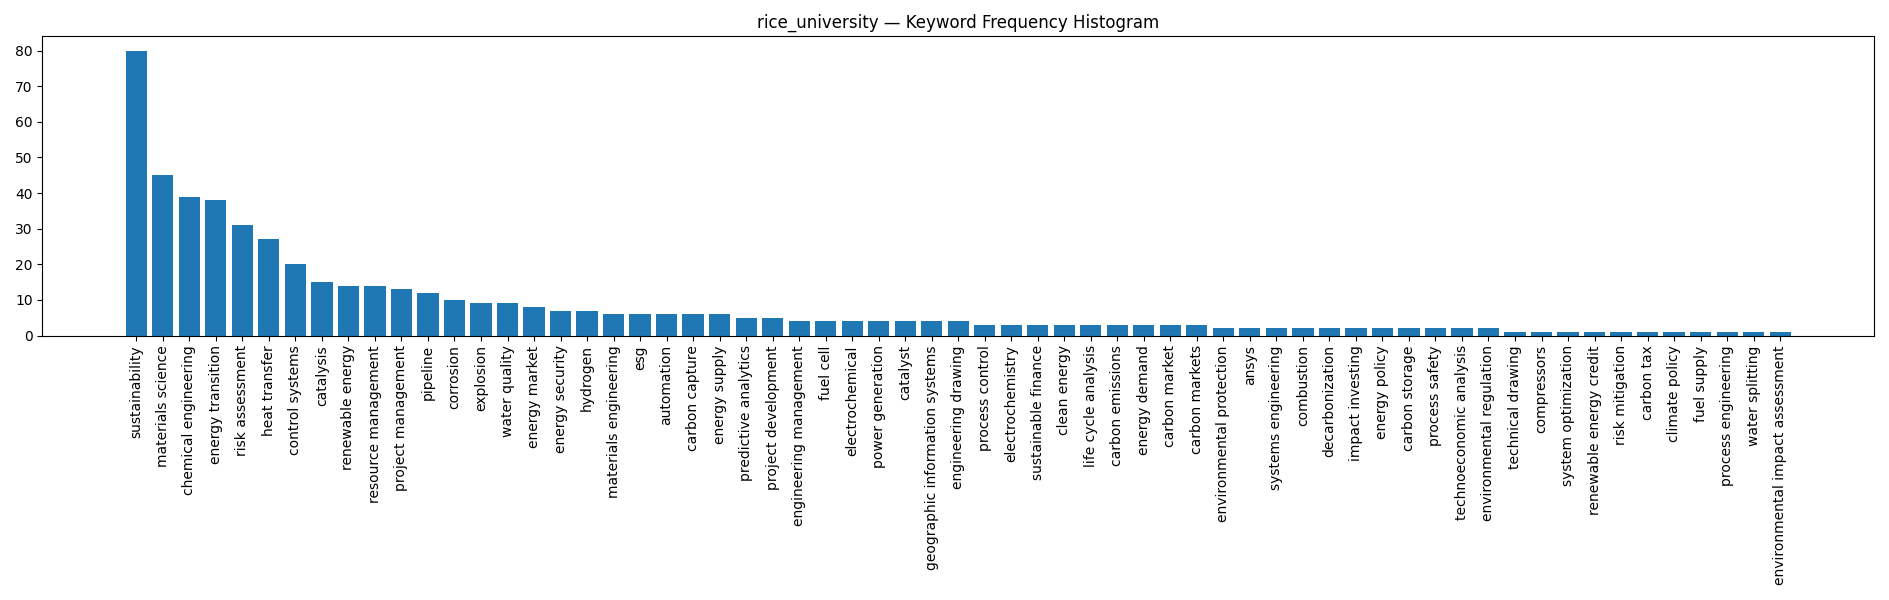 rice_university — Keyword Frequency Histogram
80
70
60
50
40
30
20
10
0
sustainability
materials science
chemical engineering
energy transition
risk assessment
heat transfer
control systems
catalysis
renewable energy
resource management
project management
pipeline
corrosion
explosion
water quality
energy market
energy security
hydrogen
materials engineering
esg
automation
carbon capture
energy supply
predictive analytics
project development
engineering management
fuel cell
electrochemical
power generation
catalyst
geographic information systems
engineering drawing
process control
electrochemistry
sustainable finance
clean energy
life cycle analysis
carbon emissions
energy demand
carbon market
carbon markets
environmental protection
ansys
systems engineering
combustion
decarbonization
impact investing
energy policy
carbon storage
process safety
technoeconomic analysis
environmental regulation
technical drawing
compressors
system optimization
renewable energy credit
risk mitigation
carbon tax
climate policy
fuel supply
process engineering
water splitting
environmental impact assessment